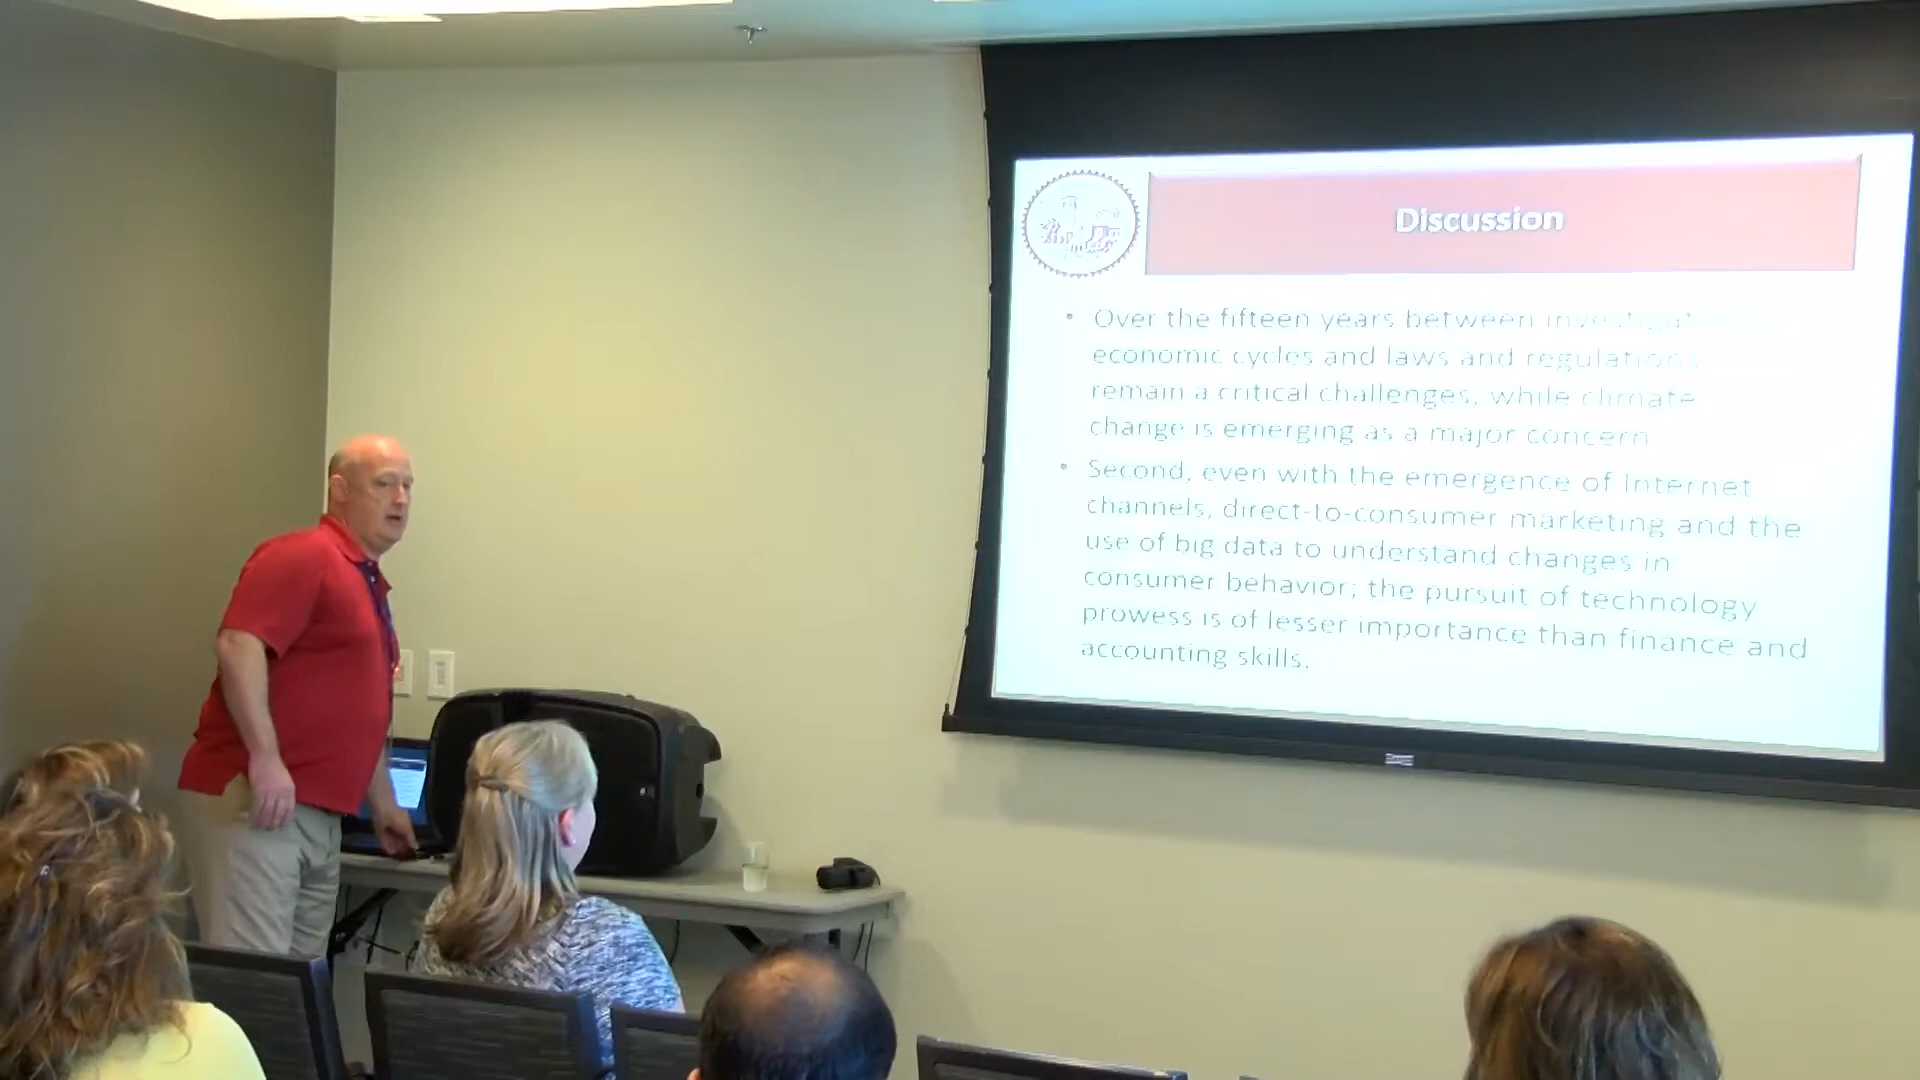 Discussion
• Over the fifteen years between
economic cycles and laws and regulations
remain a critical challenges, while climate
change is emerging as a major concern
• Second, even with the emergence of Internet
channels, direct-to-consumer marketing and the
use of big data to understand changes in
consumer behavior; the pursuit of technology
prowess is of lesser importance than finance and
accounting skills.